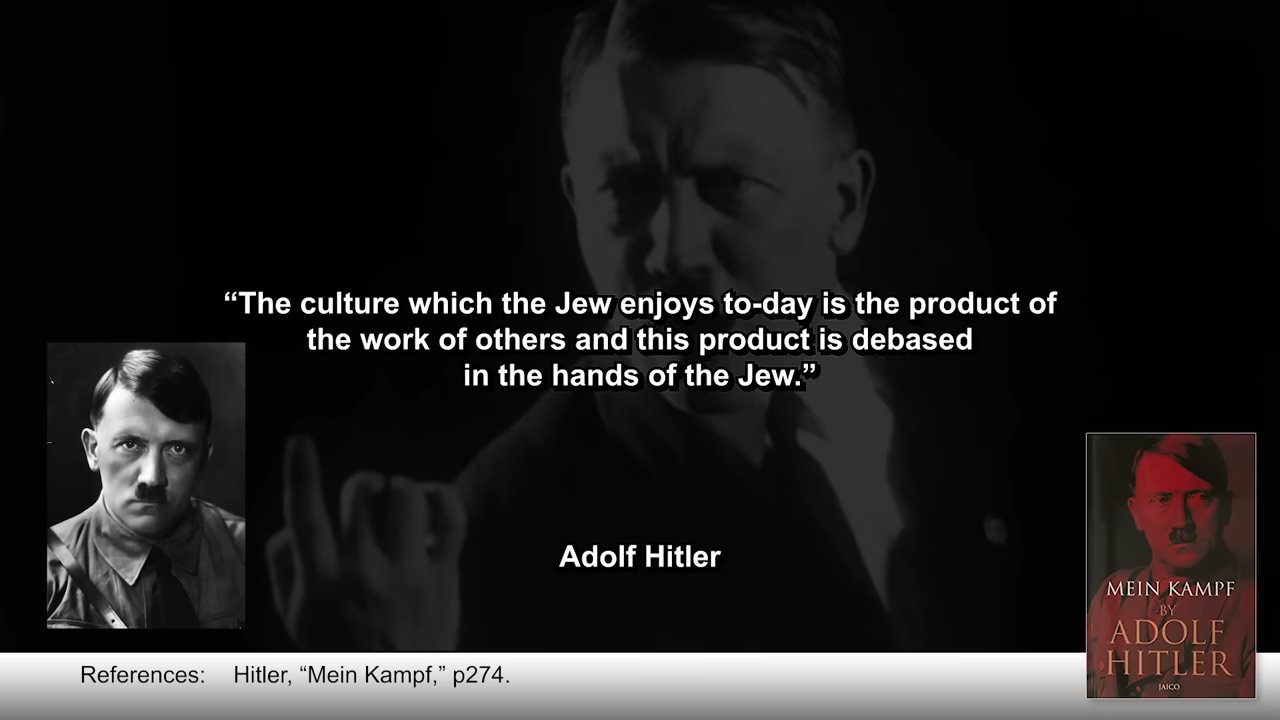 “The culture which the Jew enjoys to-day is the product of
the work of others and this product is debased
in the hands of the Jew.”
Adolf Hitler
MEIN KAMPF
BY
ADOLF
HITLER
JAICO
References: Hitler, “Mein Kampf,” p274.